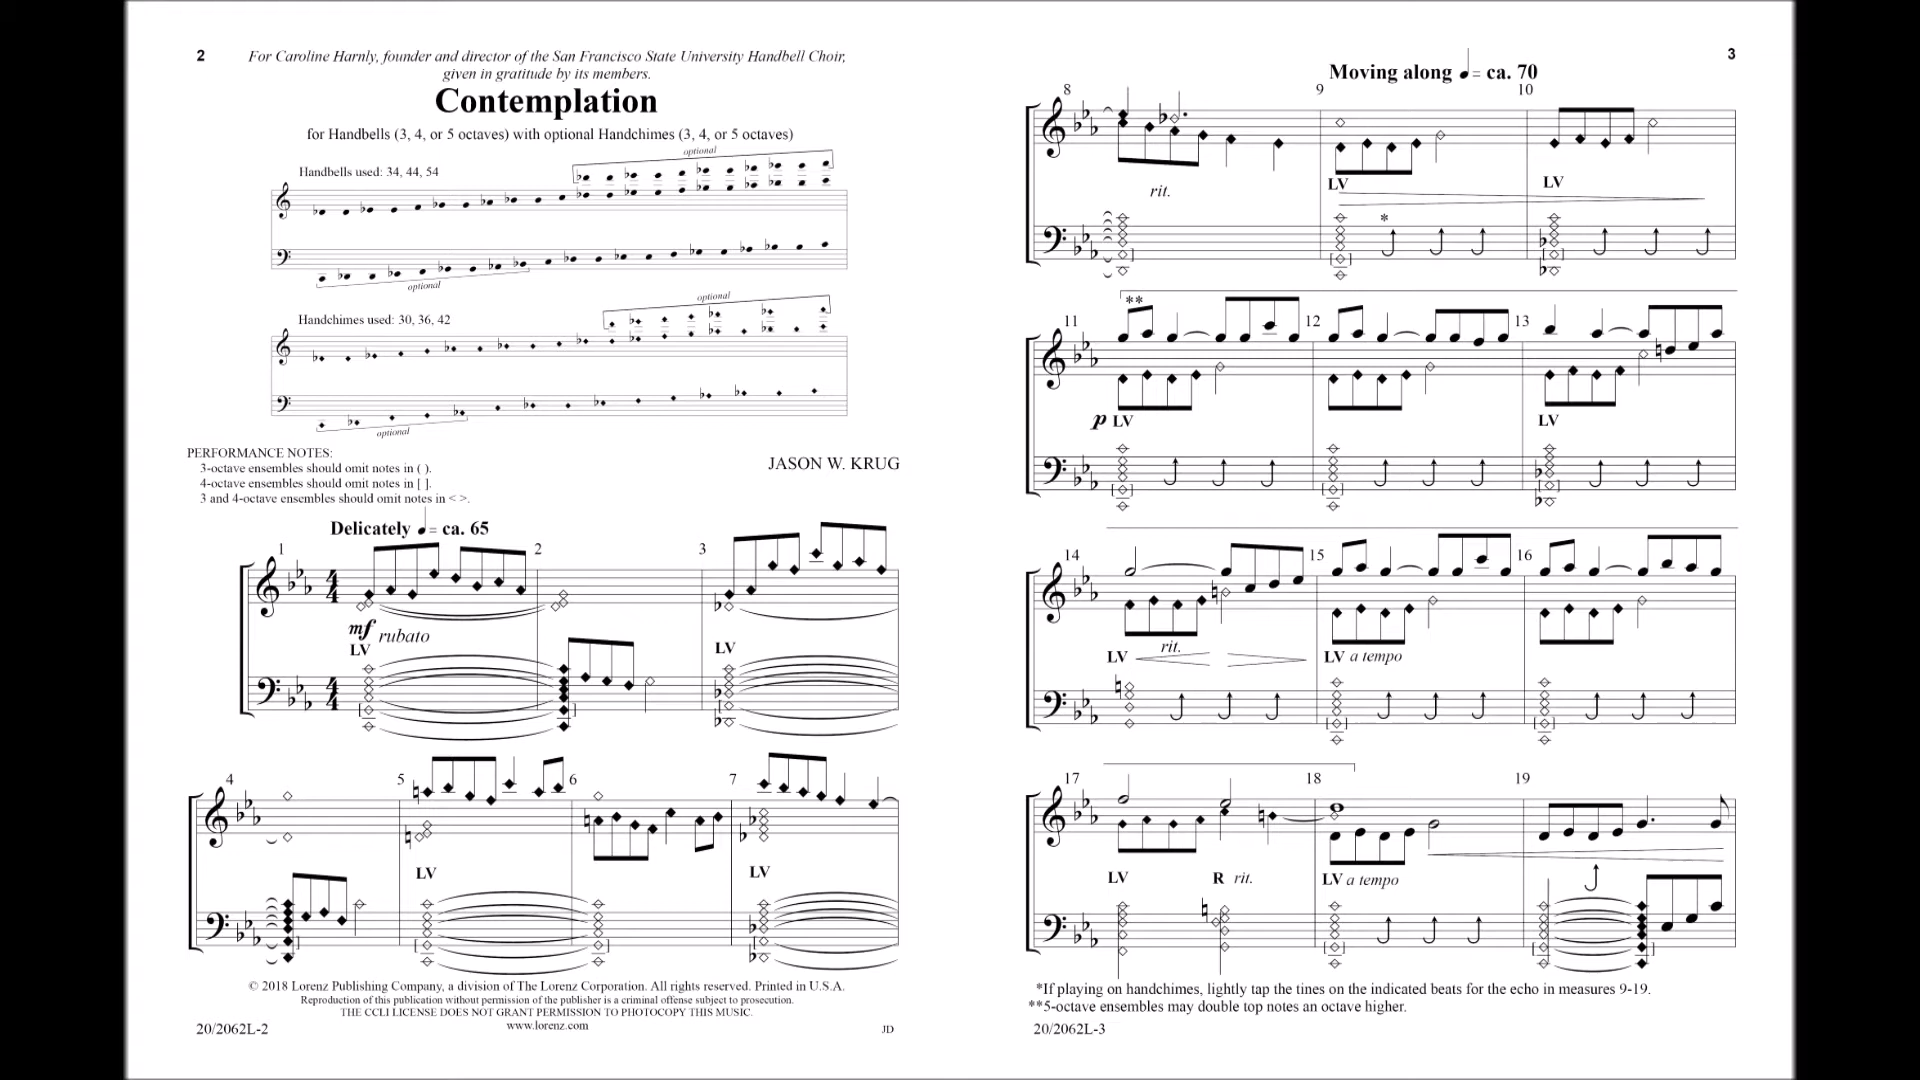 2
For Caroline Harnly, founder and director of the San Francisco State University Handbell Choir,
given in gratitude by its members.
Contemplation
for Handbells (3, 4, or 5 octaves) with optional Handchimes (3, 4, or 5 octaves)
optional
Handbells used: 34, 44, 54
optional
optional
Handchimes used: 30, 36, 42
optional
PERFORMANCE NOTES:
3-octave ensembles should omit notes in ( ).
4-octave ensembles should omit notes in [ ].
3 and 4-octave ensembles should omit notes in < >.
JASON W. KRUG
Delicately ♩ = ca. 65
1 2 3
4
4
mf rubato
LV LV
4
4
4 5 6 7
LV LV
© 2018 Lorenz Publishing Company, a division of The Lorenz Corporation. All rights reserved. Printed in U.S.A.
Reproduction of this publication without permission of the publisher is a criminal offense subject to prosecution.
THE CCLI LICENSE DOES NOT GRANT PERMISSION TO PHOTOCOPY THIS MUSIC.
www.lorenz.com
20/2062L-2
JD
3
Moving along ♩ = ca. 70
8 9 10
rit. LV LV
*
**
11 12 13
p LV LV
14 15 16
LV rit. LV a tempo
17 18 19
LV R rit. LV a tempo
*If playing on handchimes, lightly tap the tines on the indicated beats for the echo in measures 9-19.
**5-octave ensembles may double top notes an octave higher.
20/2062L-3